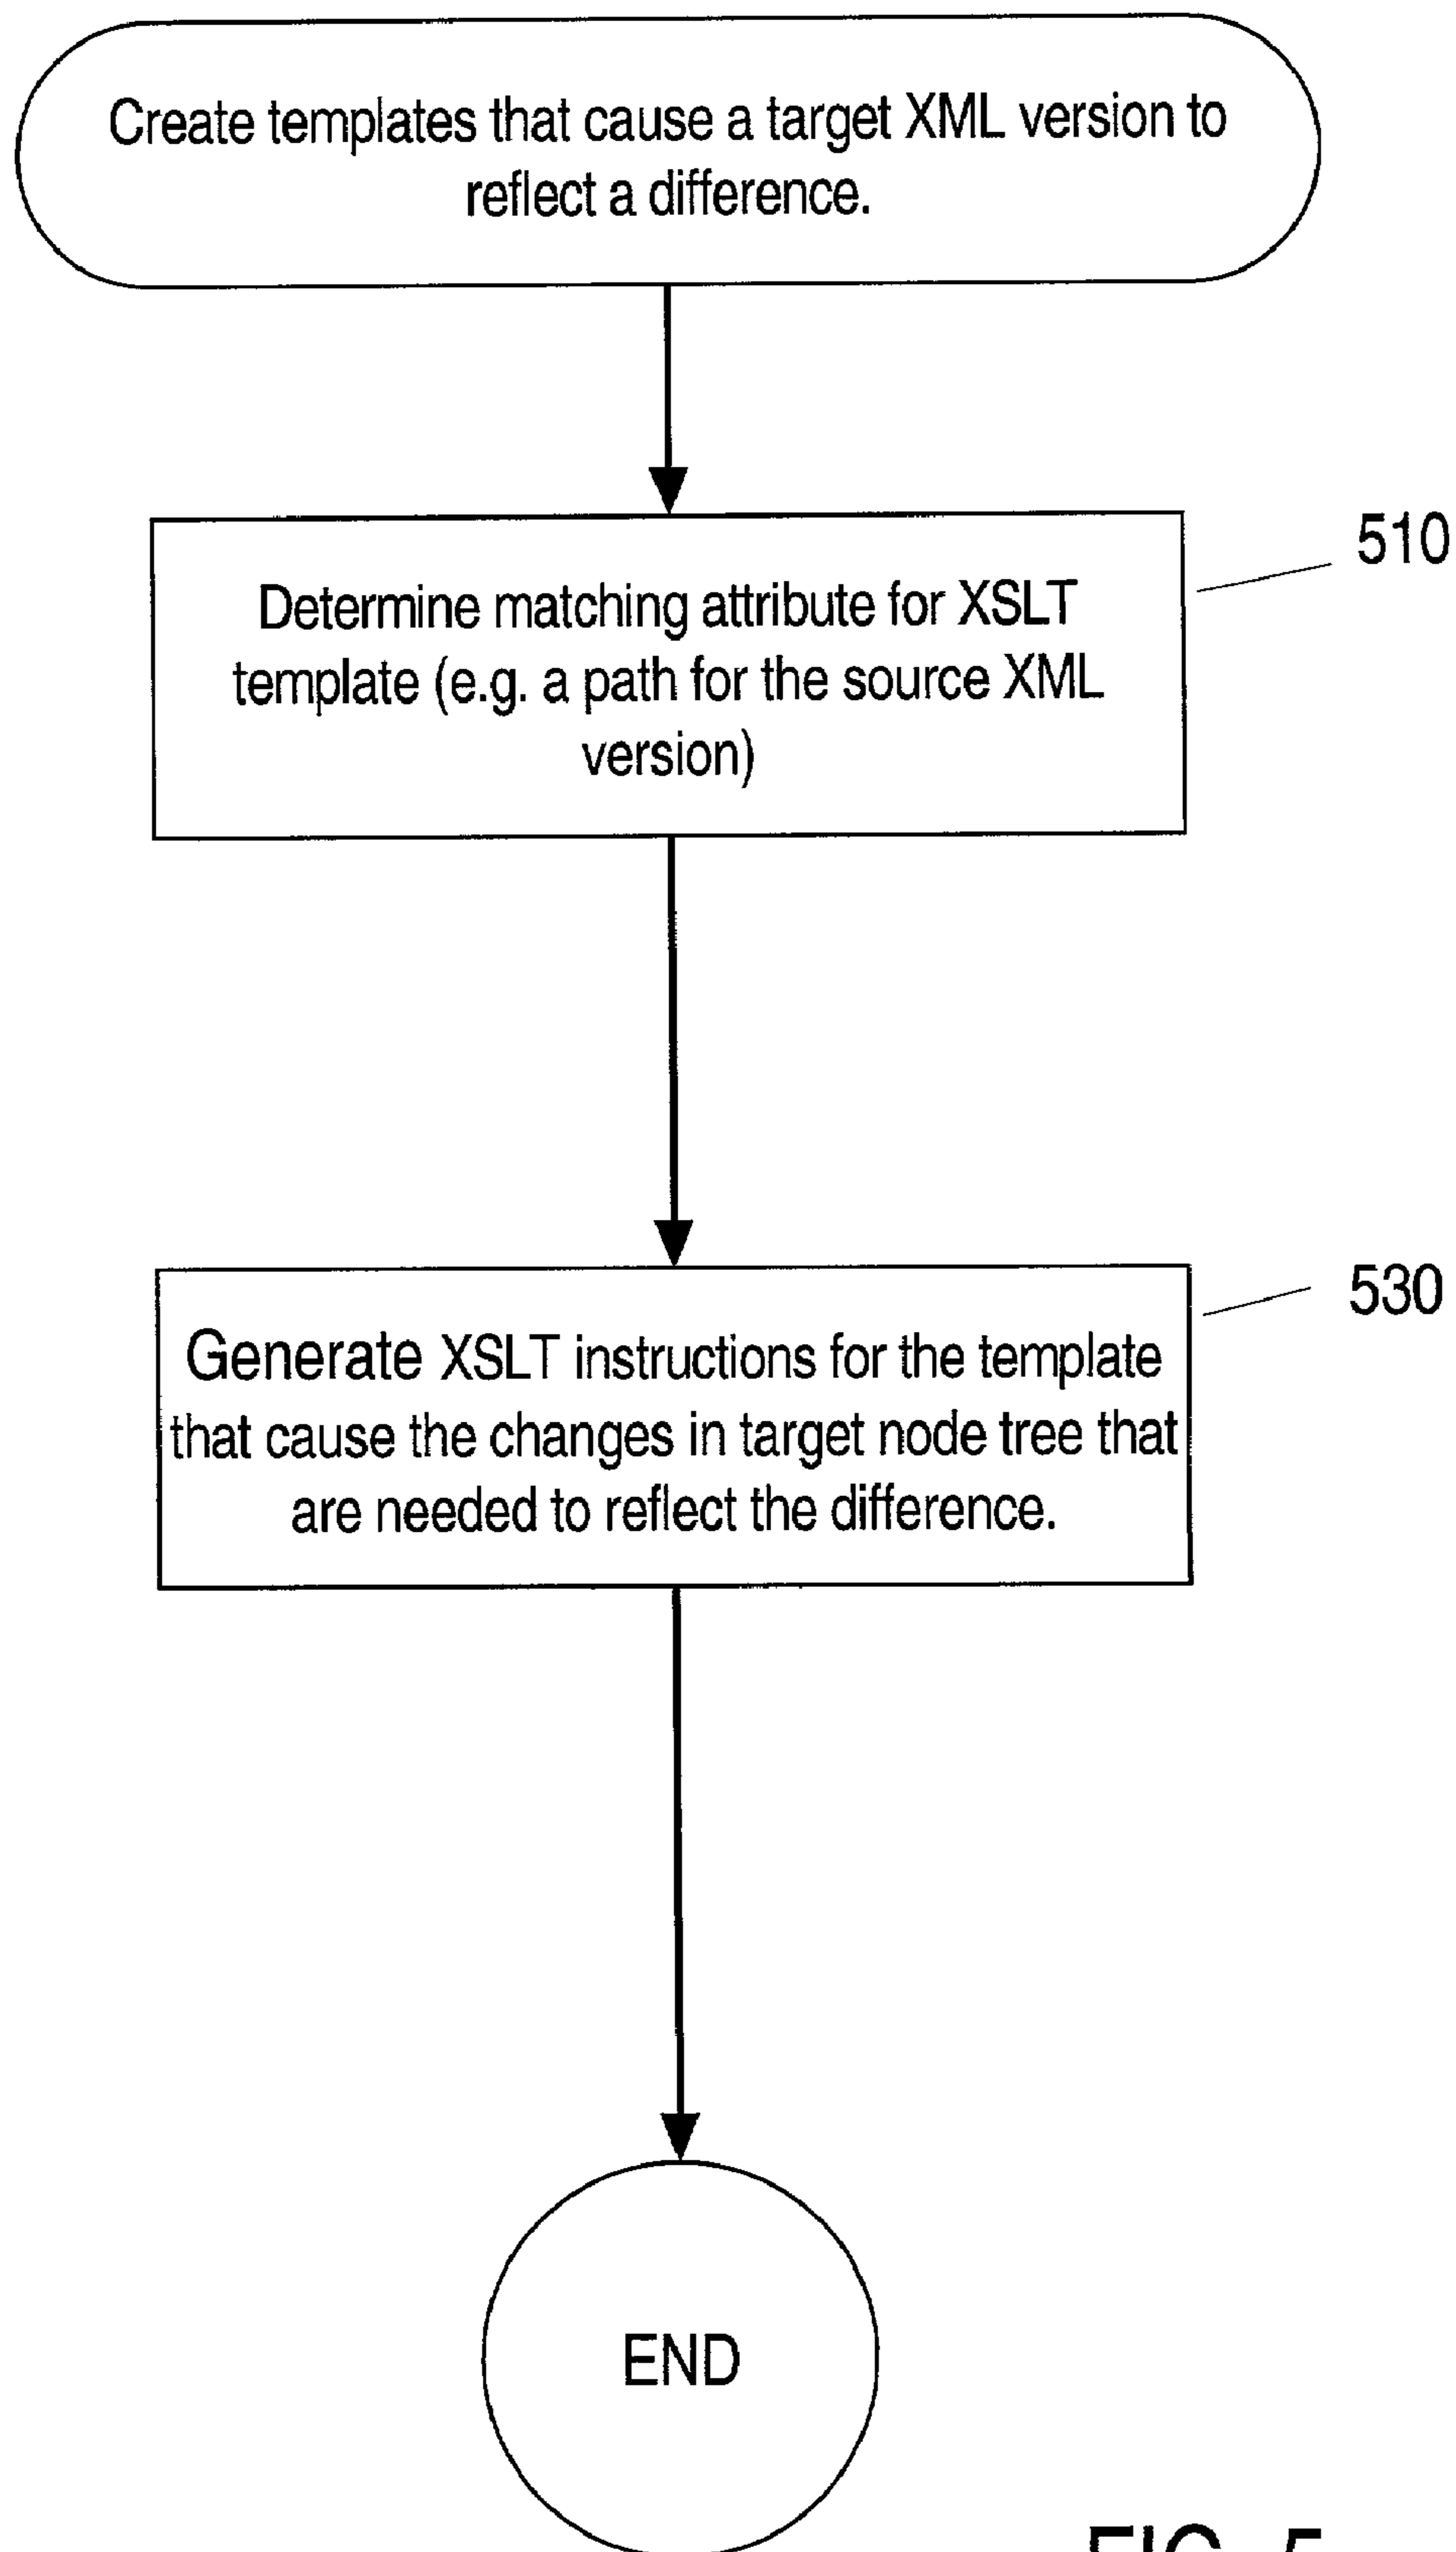 Create templates that cause a target XML version to
reflect a difference.
510
Determine matching attribute for XSLT
template (e.g. a path for the source XML
version)
530
Generate XSLT instructions for the template
that cause the changes in target node tree that
are needed to reflect the difference.
END
FIG. 5